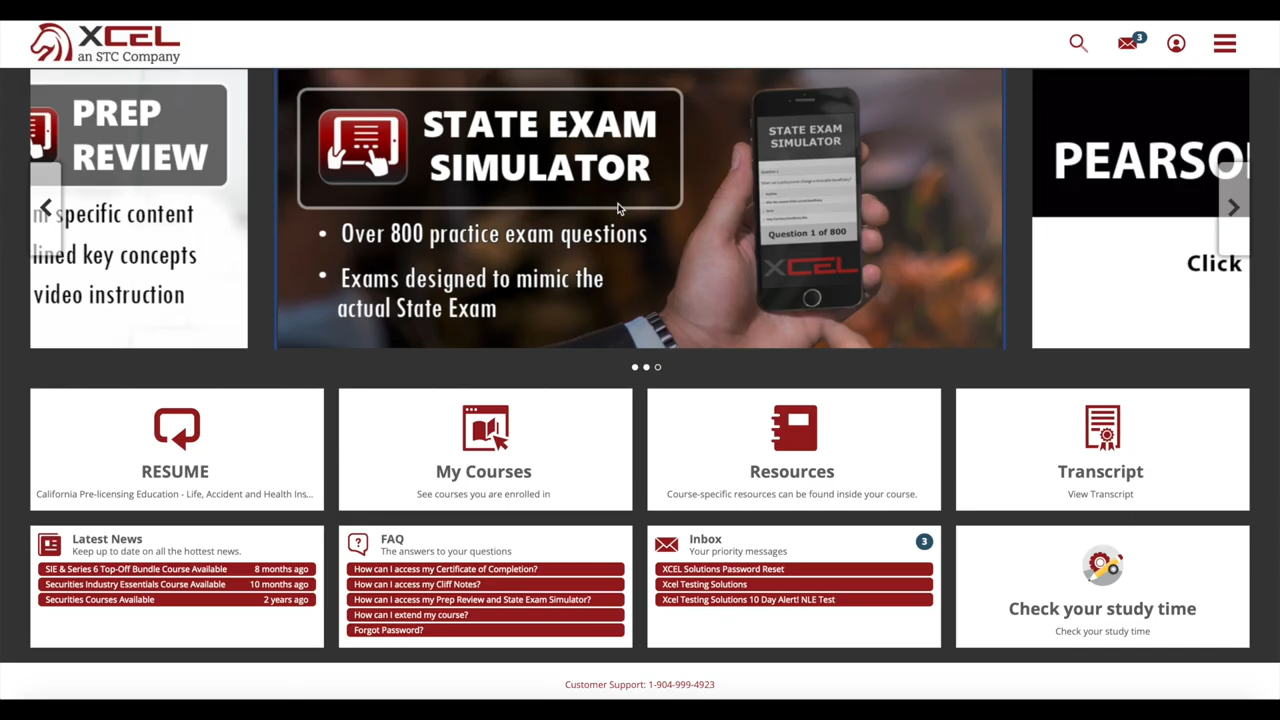 XCEL
an STC Company
3
PREP
REVIEW
specific content
lined key concepts
video instruction
STATE EXAM
SIMULATOR
• Over 800 practice exam questions
• Exams designed to mimic the
actual State Exam
STATE EXAM
SIMULATOR
Question 1
Question 1 of 800
XCEL
PEARSO
Click
RESUME
California Pre-licensing Education - Life, Accident and Health Ins...
My Courses
See courses you are enrolled in
Resources
Course-specific resources can be found inside your course.
Transcript
View Transcript
Latest News
Keep up to date on all the hottest news.
SIE & Series 6 Top-Off Bundle Course Available 8 months ago
Securities Industry Essentials Course Available 10 months ago
Securities Courses Available 2 years ago
FAQ
The answers to your questions
How can I access my Certificate of Completion?
How can I access my Cliff Notes?
How can I access my Prep Review and State Exam Simulator?
How can I extend my course?
Forgot Password?
Inbox
Your priority messages
3
XCEL Solutions Password Reset
Xcel Testing Solutions
Xcel Testing Solutions 10 Day Alert! NLE Test
Check your study time
Check your study time
Customer Support: 1-904-999-4923